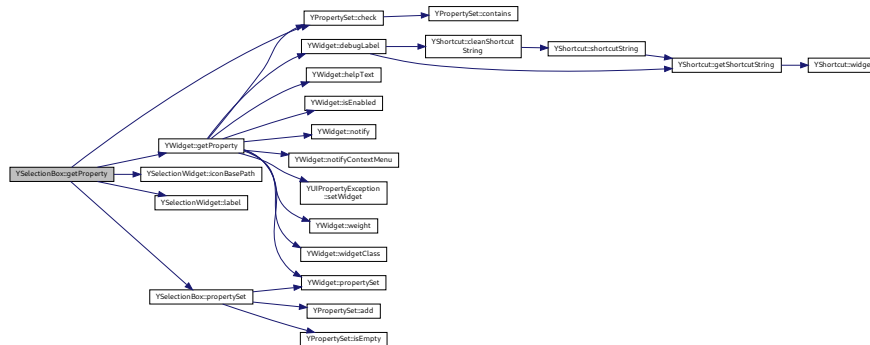 YPropertySet::check
YPropertySet::contains
YWidget::debugLabel
YShortcut::cleanShortcut
String
YShortcut::shortcutString
YShortcut::getShortcutString
YShortcut::widge
YWidget::helpText
YWidget::isEnabled
YWidget::notify
YWidget::getProperty
YWidget::notifyContextMenu
YSelectionBox::getProperty
YSelectionWidget::iconBasePath
YUIPropertyException
::setWidget
YSelectionWidget::label
YWidget::weight
YWidget::widgetClass
YWidget::propertySet
YSelectionBox::propertySet
YPropertySet::add
YPropertySet::isEmpty